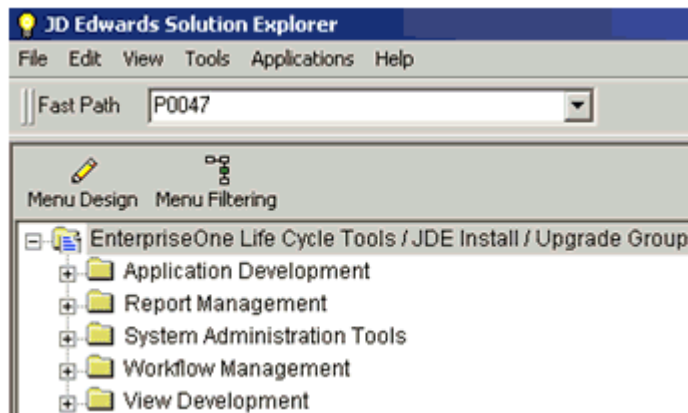 JD Edwards Solution Explorer
File Edit View Tools Applications Help
Fast Path P0047
Menu Design Menu Filtering
EnterpriseOne Life Cycle Tools / JDE Install / Upgrade Group
Application Development
Report Management
System Administration Tools
Workflow Management
View Development